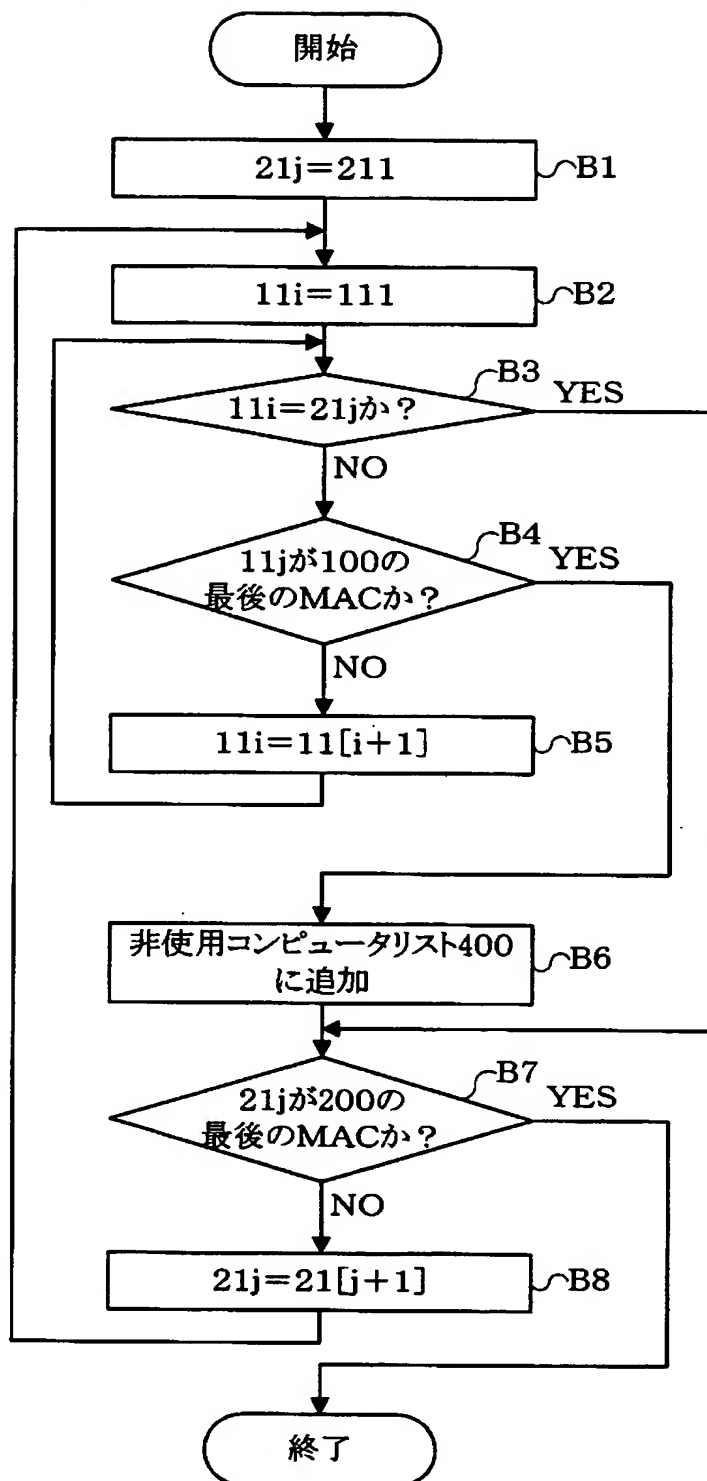 開始
21j=211
B1
11i=111
B2
B3
11i=21jか?
YES
NO
B4
11jが100の
最後のMACか?
YES
NO
11i=11[i+1]
B5
非使用コンピュータリスト400
に追加
B6
B7
21jが200の
最後のMACか?
YES
NO
21j=21[j+1]
B8
終了